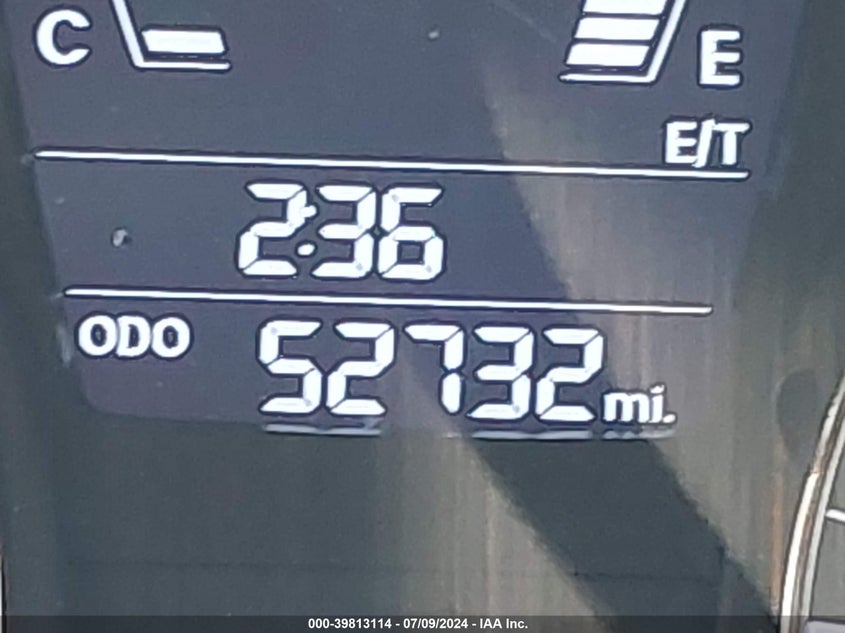 C E
E/T
2:36
ODO 52732 mi.
000-39813114 - 07/09/2024 - IAA Inc.